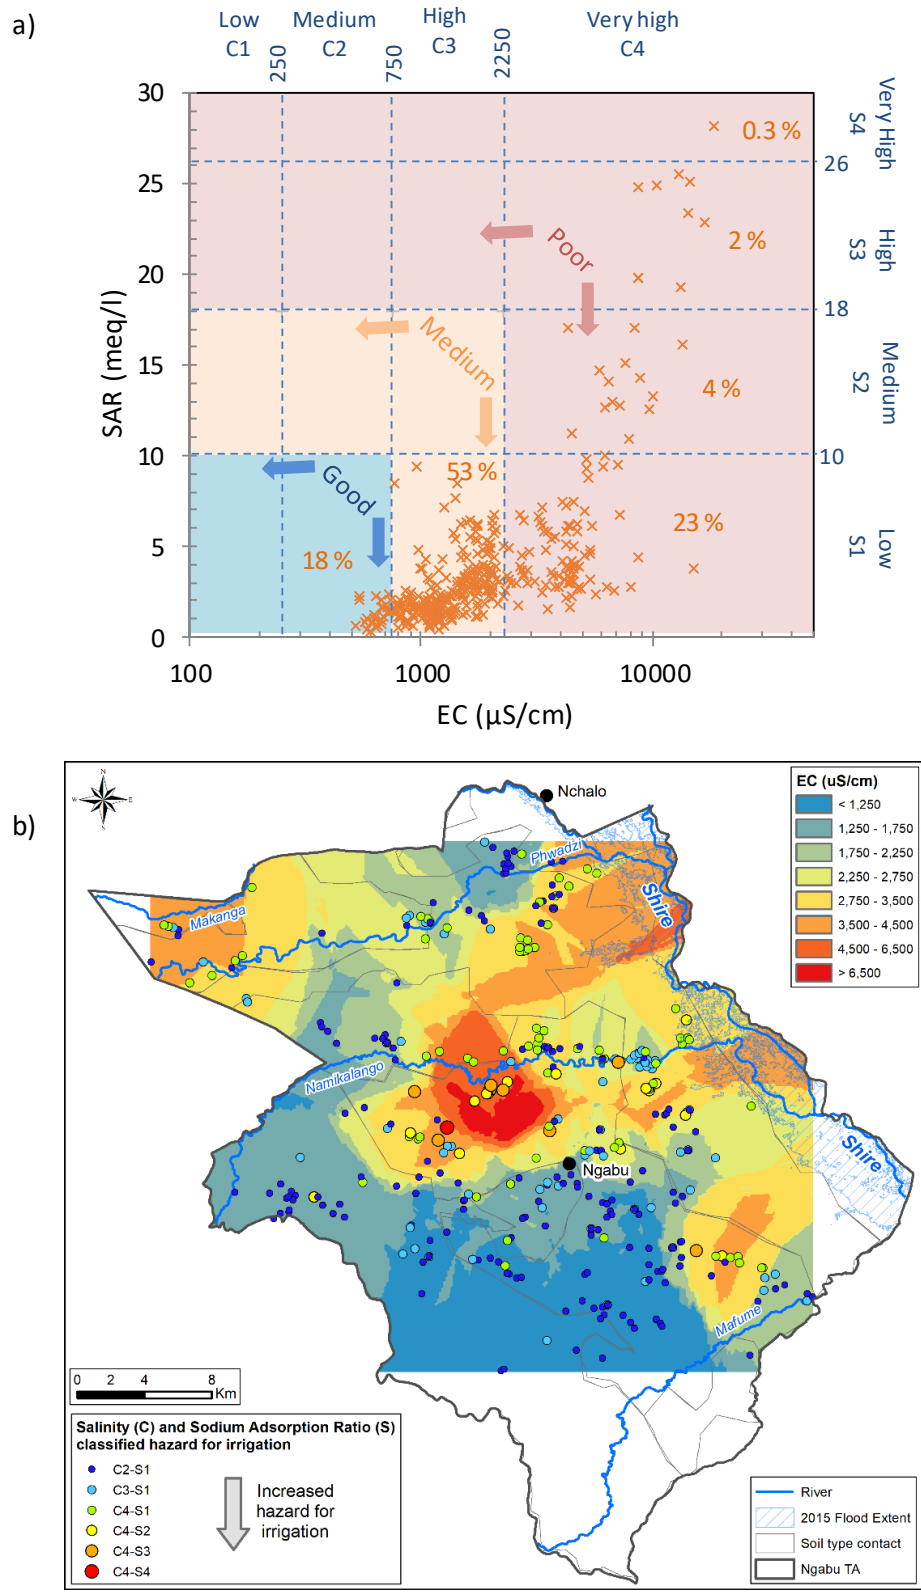 a)
Low
C1
250
Medium
C2
750
High
C3
2250
Very high
C4
30
25
20
15
10
5
0
SAR (meq/l)
100
1000
10000
EC (µS/cm)
Very High
S4
26
High
S3
18
Medium
S2
10
Low
S1
0.3 %
2 %
4 %
23 %
53 %
18 %
Poor
Medium
Good
b)
N
W
E
S
Nchalo
Phwadzi
Shire
Makanga
Namikalango
Ngabu
Shire
Mafume
EC (uS/cm)
< 1,250
1,250 - 1,750
1,750 - 2,250
2,250 - 2,750
2,750 - 3,500
3,500 - 4,500
4,500 - 6,500
> 6,500
0 2 4 8
Km
Salinity (C) and Sodium Adsorption Ratio (S)
classified hazard for irrigation
C2-S1
C3-S1
C4-S1
C4-S2
C4-S3
C4-S4
Increased
hazard for
irrigation
River
2015 Flood Extent
Soil type contact
Ngabu TA